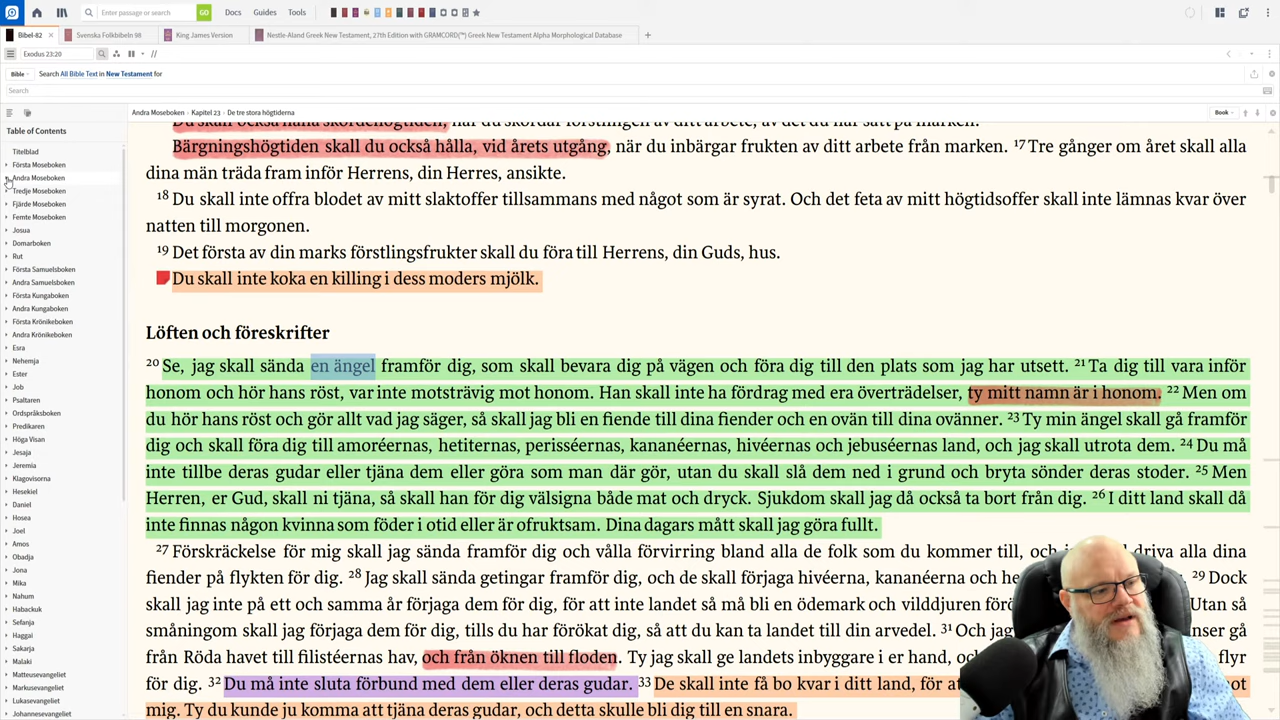 Enter passage or search
GO
Docs
Guides
Tools
Bibel-82
Svenska Folkbibeln 98
King James Version
Nestle-Aland Greek New Testament, 27th Edition with GRAMCORD(™) Greek New Testament Alpha Morphological Database
Exodus 23:20
Bible
Search All Bible Text in New Testament for
Search
Andra Moseboken · Kapitel 23 · De tre stora högtiderna
Book
Table of Contents
Titelblad
Första Moseboken
Andra Moseboken
Tredje Moseboken
Fjärde Moseboken
Femte Moseboken
Josua
Domarboken
Rut
Första Samuelsboken
Andra Samuelsboken
Första Kungaboken
Andra Kungaboken
Första Krönikeboken
Andra Krönikeboken
Esra
Nehemja
Ester
Job
Psaltaren
Ordspråksboken
Predikaren
Höga Visan
Jesaja
Jeremia
Klagovisorna
Hesekiel
Daniel
Hosea
Joel
Amos
Obadja
Jona
Mika
Nahum
Habackuk
Sefanja
Haggai
Sakarja
Malaki
Matteusevangeliet
Markusevangeliet
Lukasevangeliet
Johannesevangeliet
Bärgningshögtiden skall du också hålla, vid årets utgång, när du inbärgar frukten av ditt arbete från marken. 17 Tre gånger om året skall alla
dina män träda fram inför Herrens, din Herres, ansikte.
18 Du skall inte offra blodet av mitt slaktoffer tillsammans med något som är syrat. Och det feta av mitt högtidsoffer skall inte lämnas kvar över
natten till morgonen.
19 Det första av din marks förstlingsfrukter skall du föra till Herrens, din Guds, hus.
Du skall inte koka en killing i dess moders mjölk.
Löften och föreskrifter
20 Se, jag skall sända en ängel framför dig, som skall bevara dig på vägen och föra dig till den plats som jag har utsett. 21 Ta dig till vara inför
honom och hör hans röst, var inte motsträvig mot honom. Han skall inte ha fördrag med era överträdelser, ty mitt namn är i honom. 22 Men om
du hör hans röst och gör allt vad jag säger, så skall jag bli en fiende till dina fiender och en ovän till dina ovänner. 23 Ty min ängel skall gå framför
dig och skall föra dig till amoréernas, hetiternas, perisséernas, kananéernas, hivéernas och jebuséernas land, och jag skall utrota dem. 24 Du må
inte tillbe deras gudar eller tjäna dem eller göra som man där gör, utan du skall slå dem ned i grund och bryta sönder deras stoder. 25 Men
Herren, er Gud, skall ni tjäna, så skall han för dig välsigna både mat och dryck. Sjukdom skall jag då också ta bort från dig. 26 I ditt land skall då
inte finnas någon kvinna som föder i otid eller är ofruktsam. Dina dagars mått skall jag göra fullt.
27 Förskräckelse för mig skall jag sända framför dig och vålla förvirring bland alla de folk som du kommer till, och driva alla dina
fiender på flykten för dig. 28 Jag skall sända getingar framför dig, och de skall förjaga hivéerna, kananéerna och 29 Dock
skall jag inte på ett och samma år förjaga dem för dig, för att inte landet så må bli en ödemark och vilddjuren Utan så
småningom skall jag förjaga dem för dig, tills du har förökat dig, så att du kan ta landet till din arvedel. 31 Och gå
från Röda havet till filistéernas hav, och från öknen till floden. Ty jag skall ge landets inbyggare i er hand, flyr
för dig. 32 Du må inte sluta förbund med dem eller deras gudar. 33 De skall inte få bo kvar i ditt land, för mot
mig. Ty du kunde ju komma att tjäna deras gudar, och detta skulle bli dig till en snara.